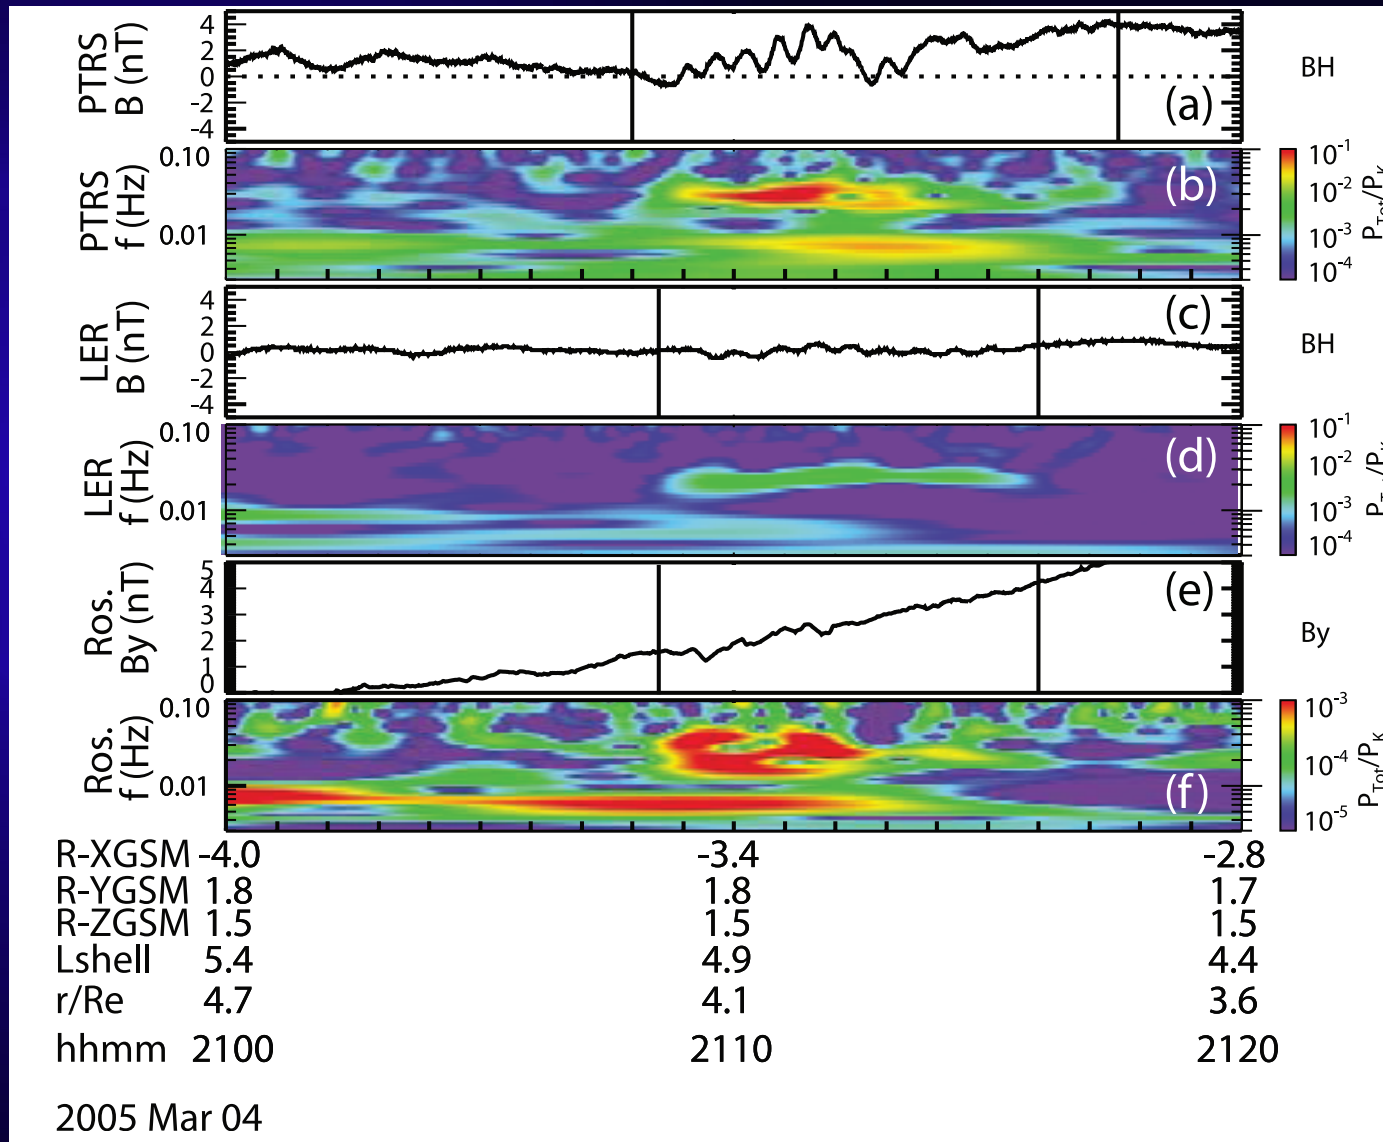 PTRS
B (nT)
4
2
0
-2
-4
(a)
BH
PTRS
f (Hz)
0.10
0.01
(b)
10-1
10-2
10-3
10-4
PTot/PK
LER
B (nT)
4
2
0
-2
-4
(c)
BH
LER
f (Hz)
0.10
0.01
(d)
10-1
10-2
10-3
10-4
Ros.
By (nT)
5
4
3
2
1
0
(e)
By
Ros.
f (Hz)
0.10
0.01
(f)
10-3
10-4
10-5
PTot/PK
R-XGSM -4.0 -3.4 -2.8
R-YGSM 1.8 1.8 1.7
R-ZGSM 1.5 1.5 1.5
Lshell 5.4 4.9 4.4
r/Re 4.7 4.1 3.6
hhmm 2100 2110 2120
2005 Mar 04